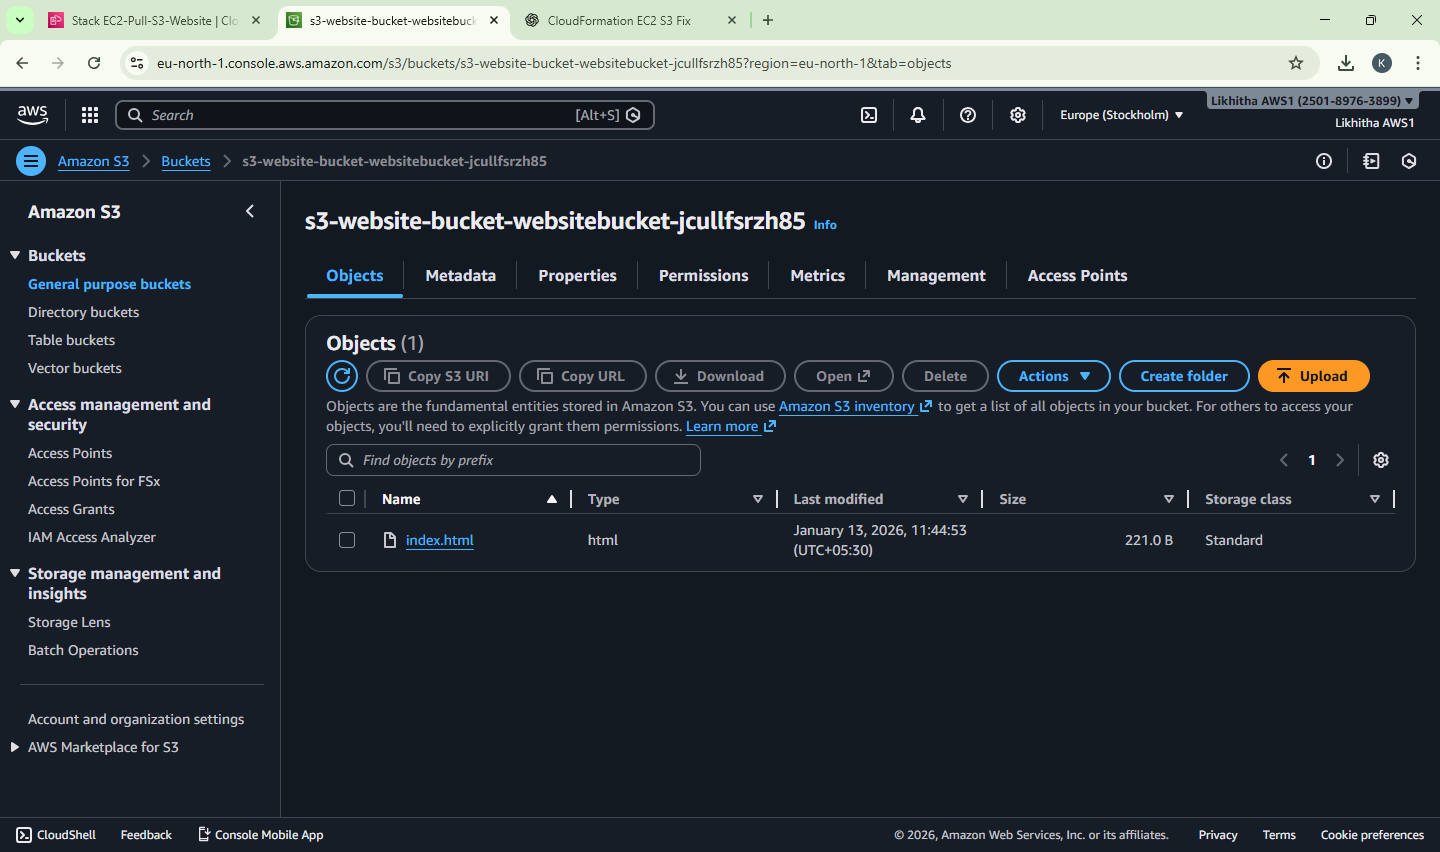 Stack EC2-Pull-S3-Website | Clo
s3-website-bucket-websitebuck
CloudFormation EC2 S3 Fix
eu-north-1.console.aws.amazon.com/s3/buckets/s3-website-bucket-websitebucket-jcullfsrzh85?region=eu-north-1&tab=objects
K
aws
Search
[Alt+S]
Europe (Stockholm)
Likhitha AWS1 (2501-8976-3899)
Likhitha AWS1
Amazon S3
Buckets
s3-website-bucket-websitebucket-jcullfsrzh85
Amazon S3
Buckets
General purpose buckets
Directory buckets
Table buckets
Vector buckets
Access management and
security
Access Points
Access Points for FSx
Access Grants
IAM Access Analyzer
Storage management and
insights
Storage Lens
Batch Operations
Account and organization settings
AWS Marketplace for S3
s3-website-bucket-websitebucket-jcullfsrzh85 Info
Objects
Metadata
Properties
Permissions
Metrics
Management
Access Points
Objects (1)
Copy S3 URI
Copy URL
Download
Open
Delete
Actions
Create folder
Upload
Objects are the fundamental entities stored in Amazon S3. You can use Amazon S3 inventory to get a list of all objects in your bucket. For others to access your
objects, you'll need to explicitly grant them permissions. Learn more
Find objects by prefix
1
Name
Type
Last modified
Size
Storage class
index.html
html
January 13, 2026, 11:44:53
(UTC+05:30)
221.0 B
Standard
CloudShell
Feedback
Console Mobile App
© 2026, Amazon Web Services, Inc. or its affiliates.
Privacy
Terms
Cookie preferences